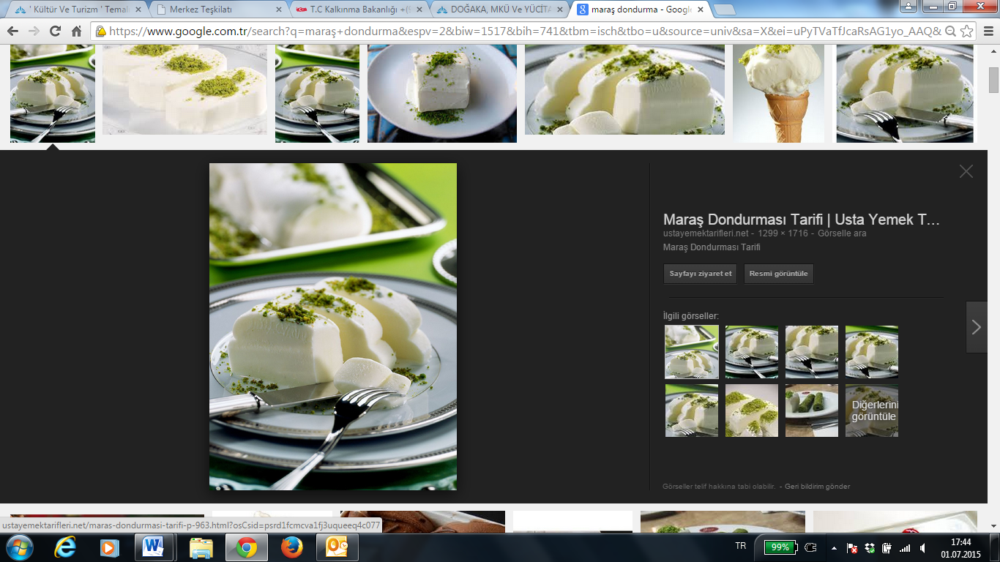 ' Kültür Ve Turizm ' Temal
Merkez Teşkilatı
T.C Kalkınma Bakanlığı +(9
DOĞAKA, MKÜ Ve YÜCİTA
maraş dondurma - Google
https://www.google.com.tr/search?q=maraş+dondurma&espv=2&biw=1517&bih=741&tbm=isch&tbo=u&source=univ&sa=X&ei=uPyTVaTfJcaRsAG1yo_AAQ&
Maraş Dondurması Tarifi | Usta Yemek T…
ustayemektarifleri.net - 1299 × 1716 - Görselle ara
Maraş Dondurması Tarifi
Sayfayı ziyaret et
Resmi görüntüle
İlgili görseller:
Diğerlerini
görüntüle
Görseller telif hakkına tabi olabilir. - Geri bildirim gönder
ustayemektarifleri.net/maras-dondurmasi-tarifi-p-963.html?osCsid=psrd1fcmcva1fj3uqueeq4c077
TR
99%
17:44
01.07.2015